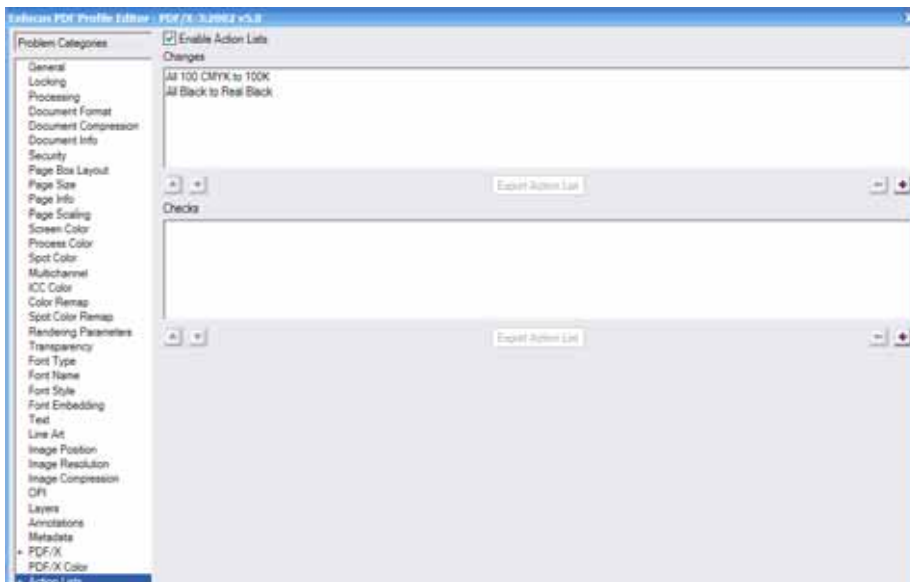 Enfocus PDF Profile Editor - PDF/X-3:2002 v5.0
Problem Categories
General
Locking
Processing
Document Format
Document Compression
Document Info
Security
Page Box Layout
Page Size
Page Info
Page Scaling
Screen Color
Process Color
Spot Color
Multichannel
ICC Color
Color Remap
Spot Color Remap
Rendering Parameters
Transparency
Font Type
Font Name
Font Style
Font Embedding
Text
Line Art
Image Position
Image Resolution
Image Compression
OPI
Layers
Annotations
Metadata
PDF/X
PDF/X Color
Action Lists
Enable Action Lists
Changes
All 100 CMYK to 100K
All Black to Real Black
Export Action List
Checks
Export Action List